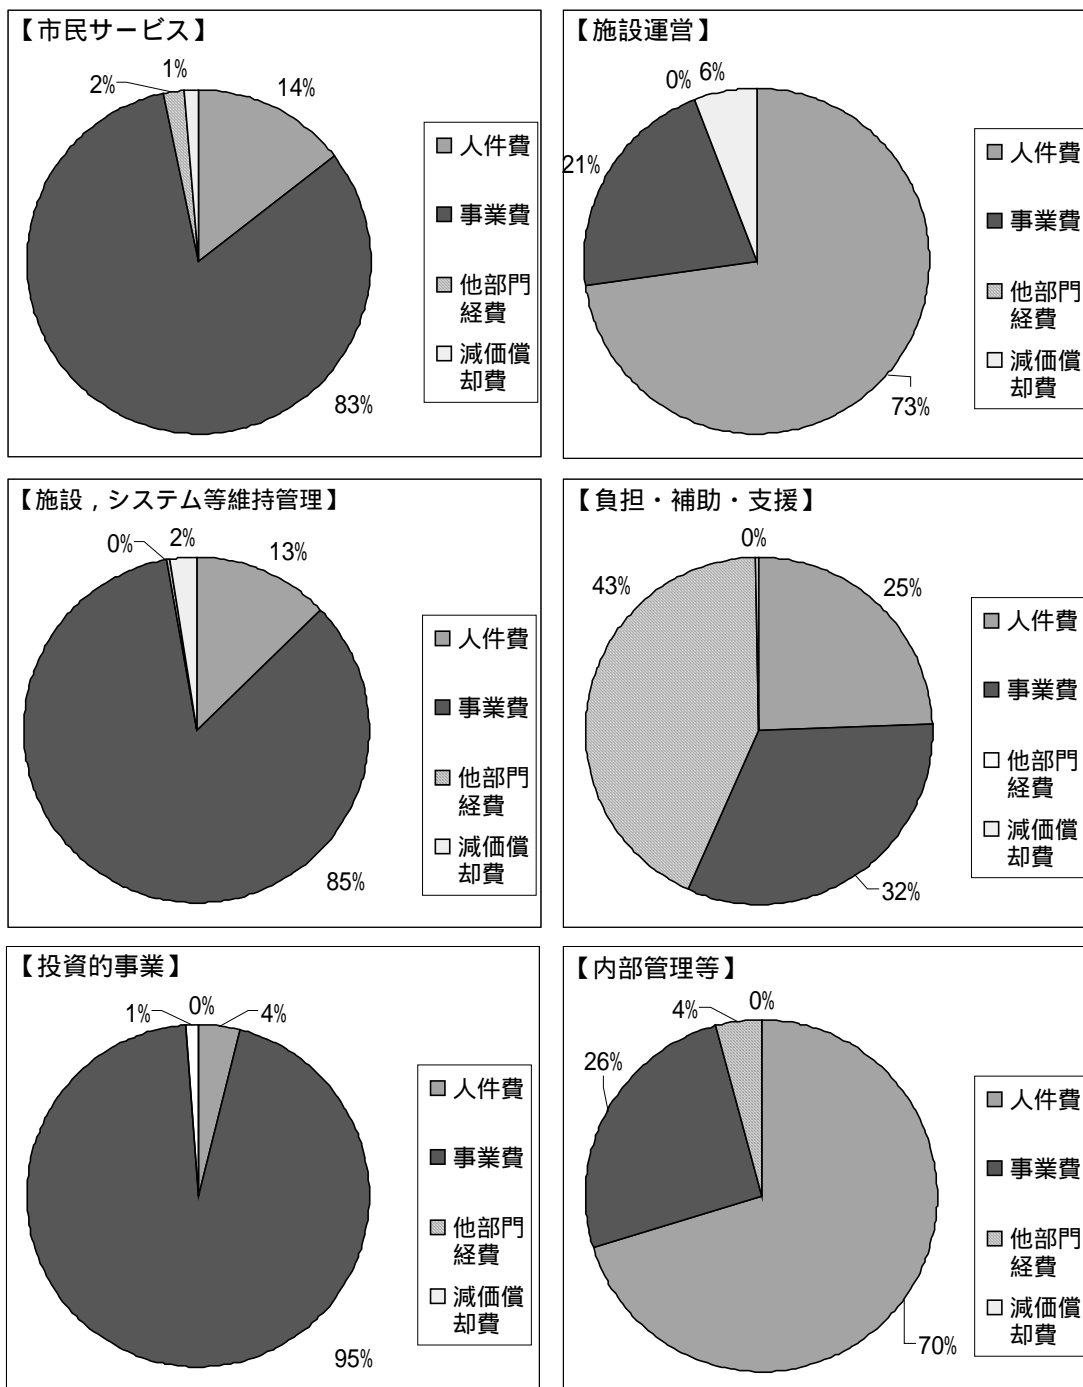 【市民サービス】
1%
2%
14%
83%
人件費
事業費
他部門
経費
減価償
却費
【施設運営】
0%
6%
21%
73%
人件費
事業費
他部門
経費
減価償
却費
【施設，システム等維持管理】
0%
2%
13%
85%
人件費
事業費
他部門
経費
減価償
却費
【負担・補助・支援】
0%
43%
25%
32%
人件費
事業費
他部門
経費
減価償
却費
【投資的事業】
1%
0%
4%
95%
人件費
事業費
他部門
経費
減価償
却費
【内部管理等】
4%
0%
26%
70%
人件費
事業費
他部門
経費
減価償
却費